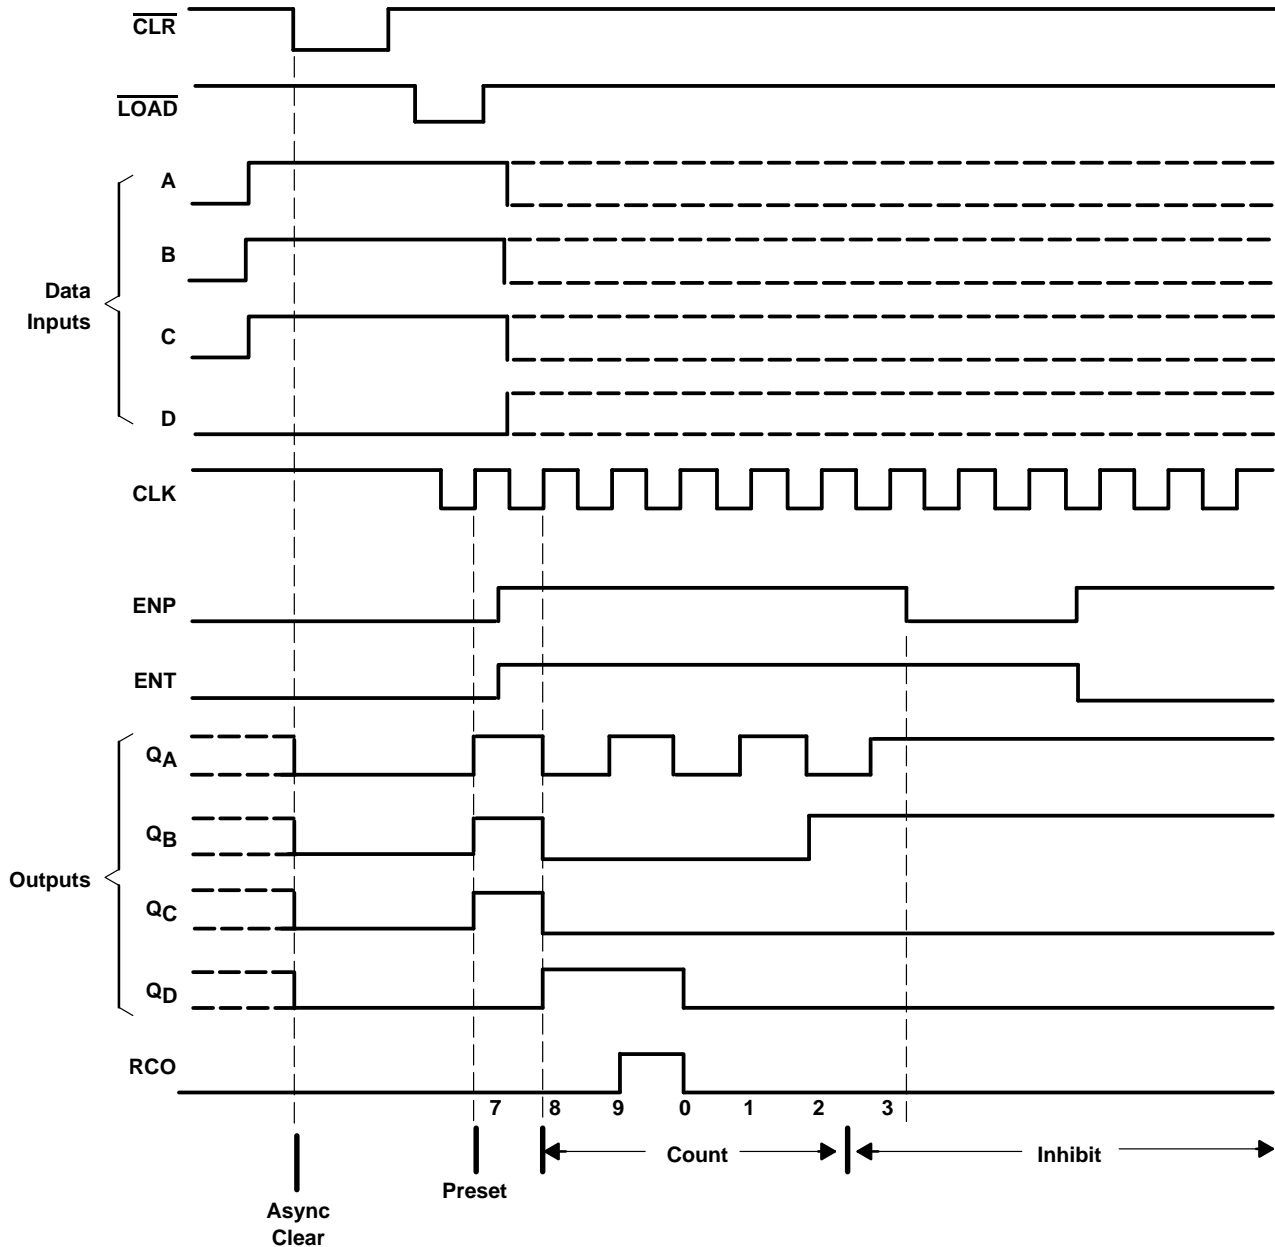 CLR
LOAD
A
B
Data
Inputs
C
D
CLK
ENP
ENT
QA
QB
Outputs
QC
QD
RCO
7 8 9 0 1 2 3
Count Inhibit
Preset
Async
Clear